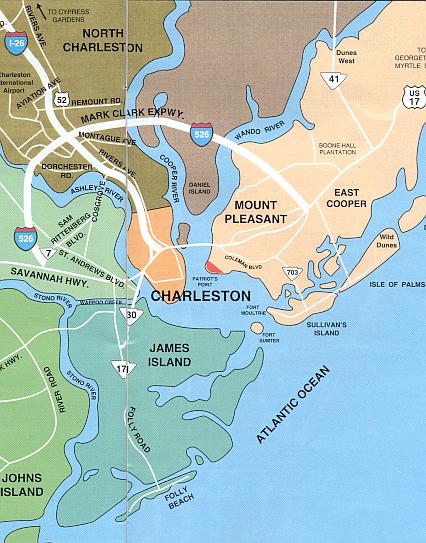 TO CYPRESS
GARDENS
RIVERS AVE.
NORTH
CHARLESTON
I-26
Charleston
International
Airport
AVIATION AVE
52
REMOUNT RD.
MARK CLARK EXPWY.
MONTAGUE AVE
RIVERS AVE
526
WANDO RIVER
Dunes
West
41
TO
GEORGET
MYRTLE
US
17
BOONE HALL
PLANTATION
DORCHESTER
RD.
ASHLEY RIVER
COSGROVE
COOPER RIVER
DANIEL
ISLAND
MOUNT
PLEASANT
EAST
COOPER
Wild
Dunes
SAM
RITTENBERG
BLVD.
526
7
ST. ANDREWS BLVD.
SAVANNAH HWY.
COLEMAN BLVD
703
PATRIOT'S
POINT
ISLE OF PALMS
STONO RIVER
WAPPOO CREEK
CHARLESTON
30
FORT
MOULTRIE
SULLIVAN'S
ISLAND
FORT
SUMTER
JAMES
ISLAND
171
K HWY.
RIVER ROAD
STONO RIVER
ATLANTIC OCEAN
FOLLY ROAD
JOHNS
ISLAND
FOLLY
BEACH